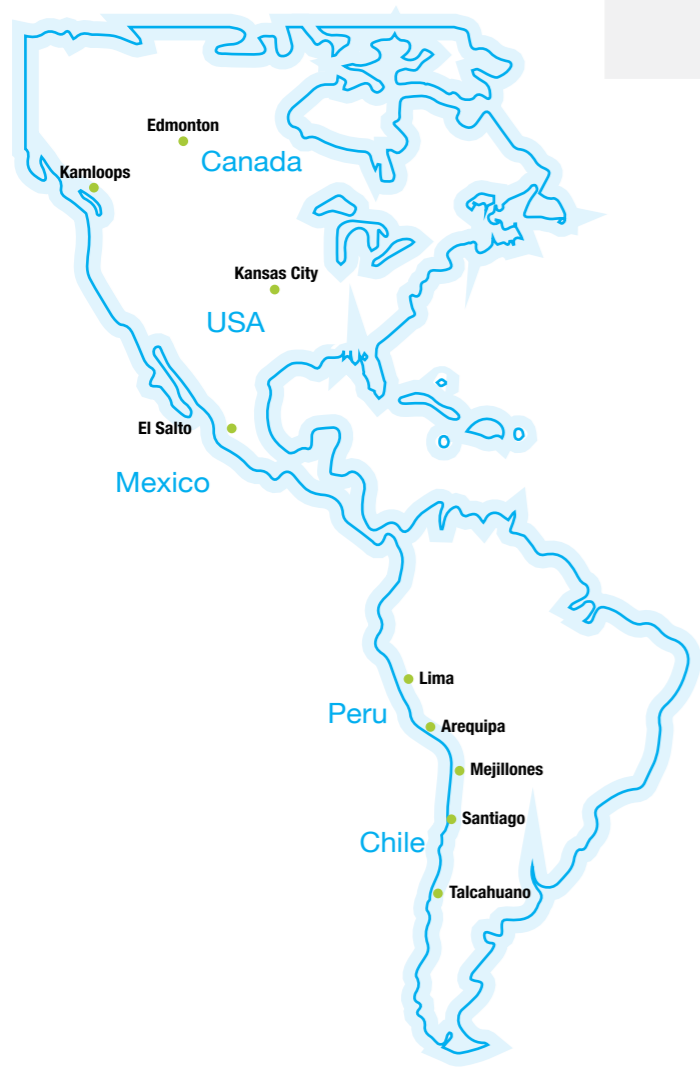 Edmonton
Canada
Kamloops
Kansas City
USA
El Salto
Mexico
Lima
Peru
Arequipa
Mejillones
Santiago
Chile
Talcahuano